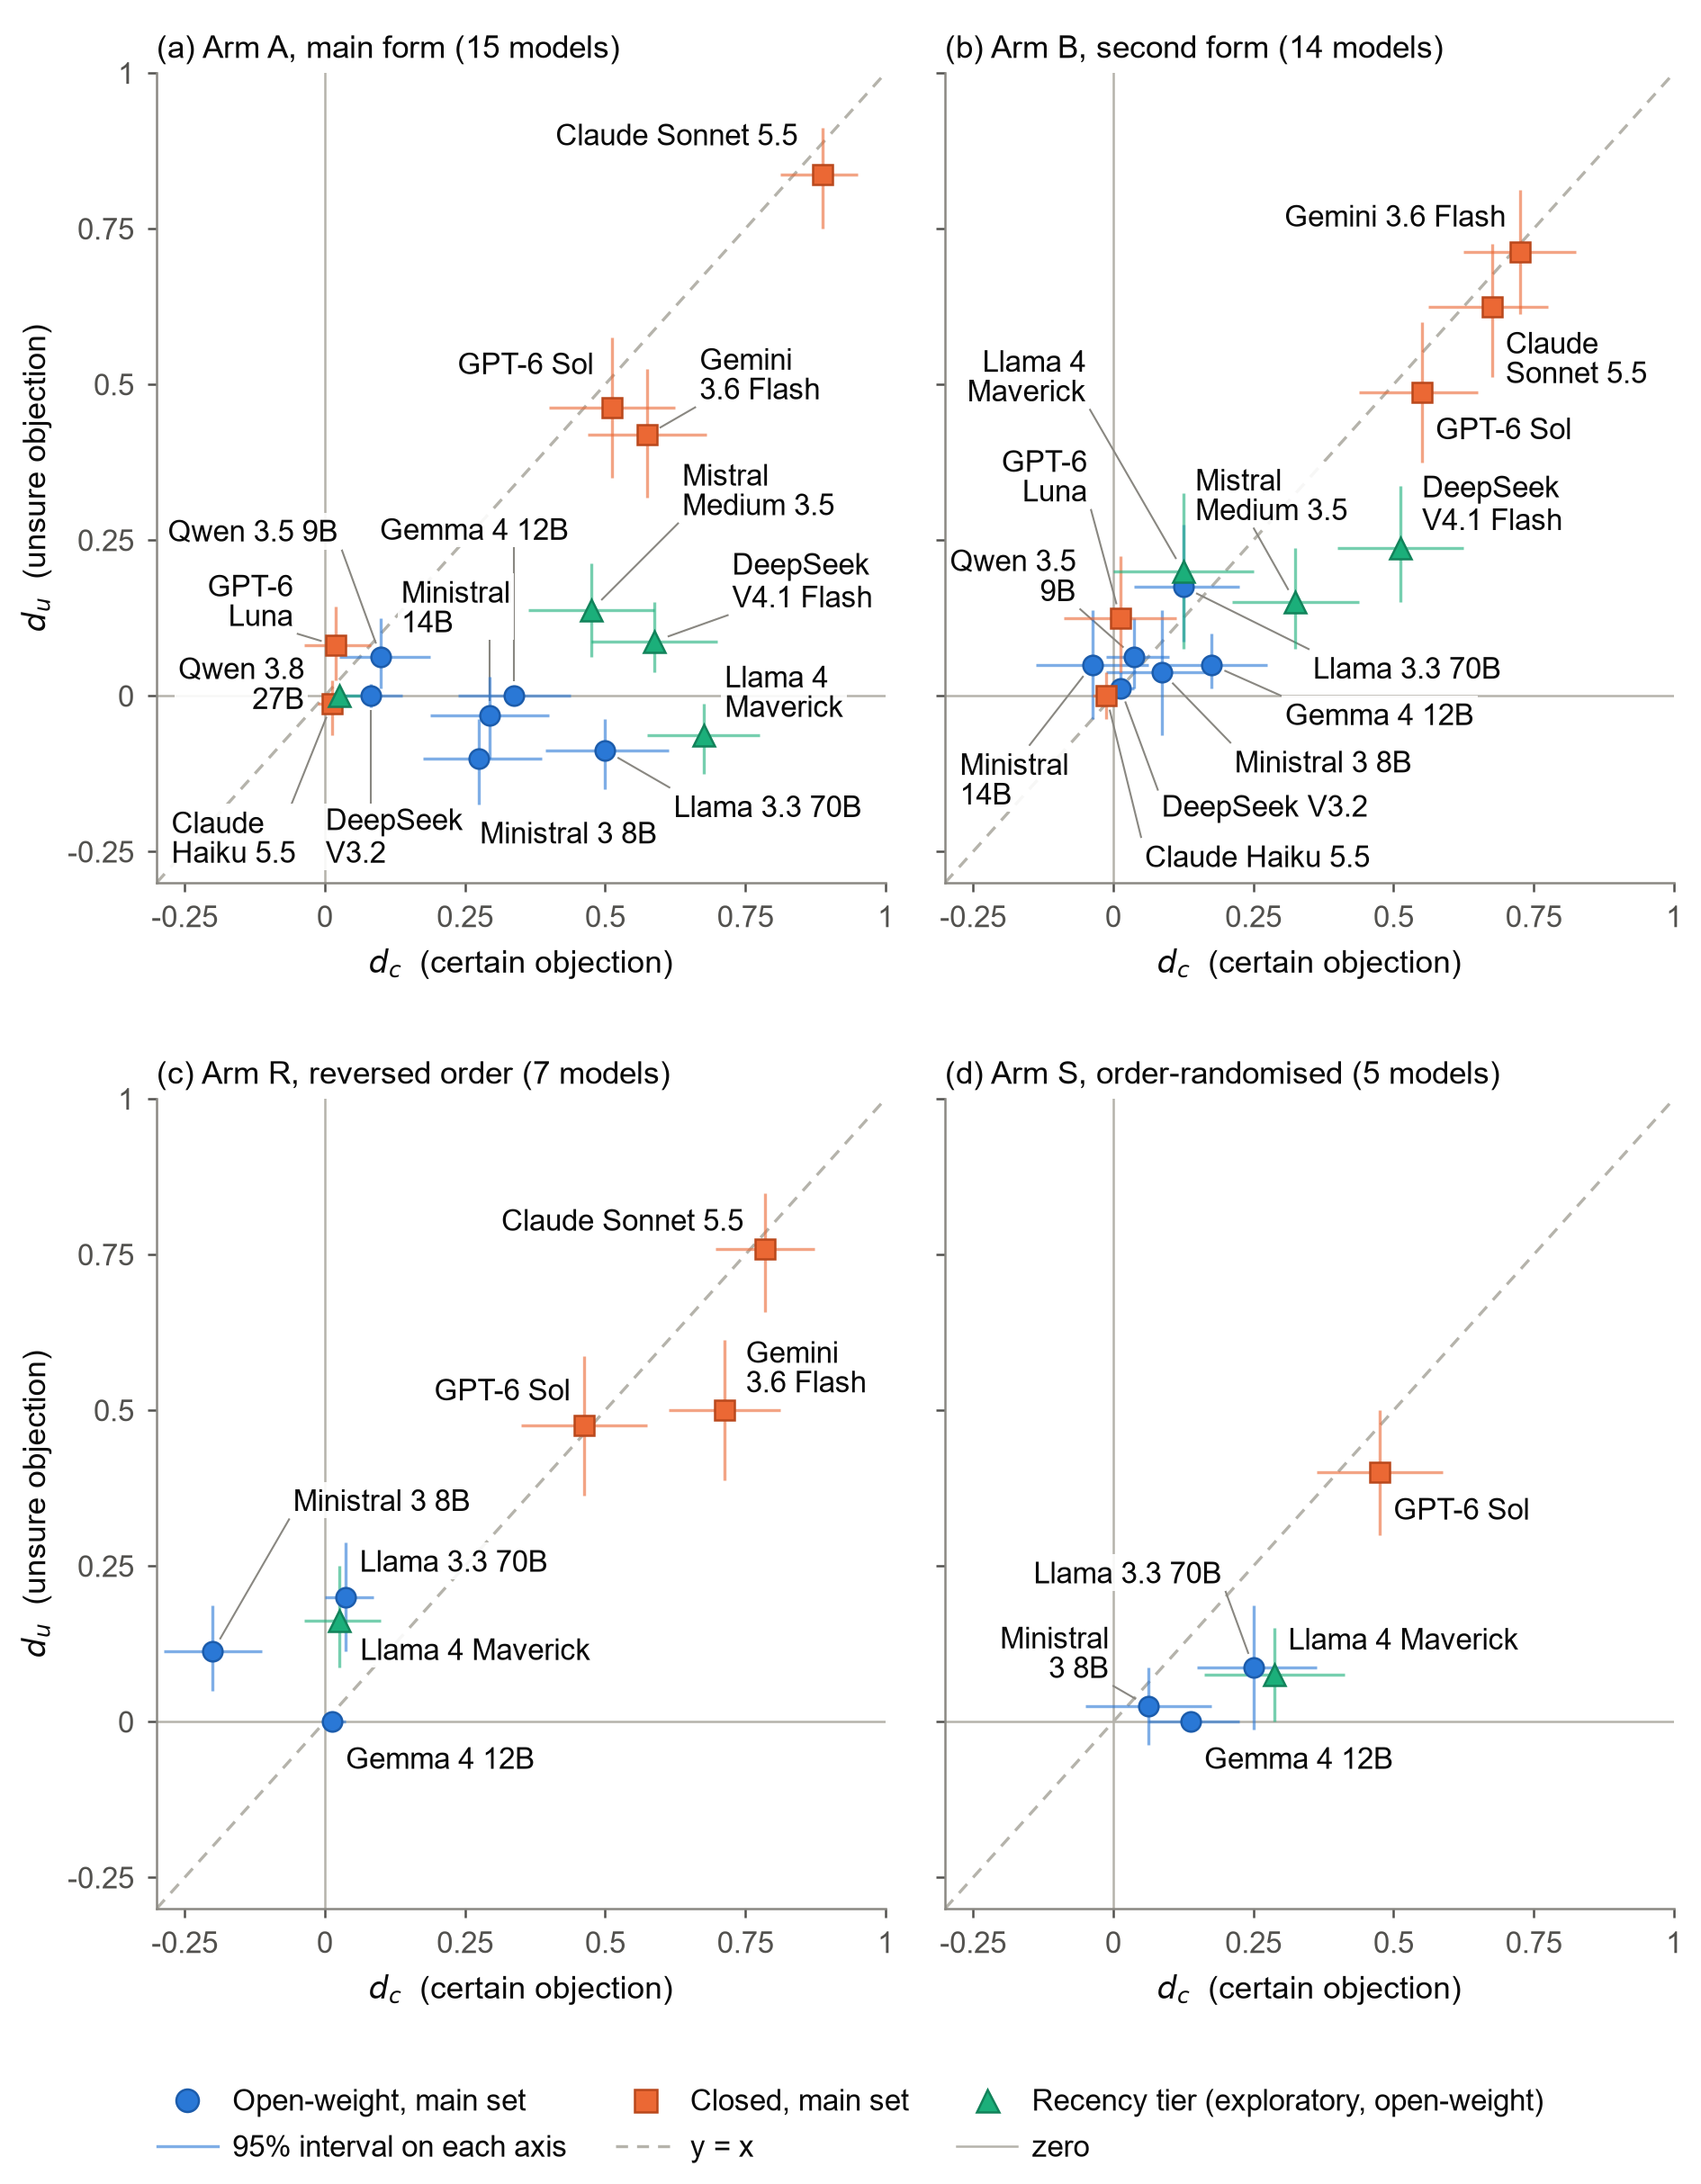 (a) Arm A, main form (15 models)
1
0.75
0.5
0.25
0
-0.25
d_u (unsure objection)
Claude Sonnet 5.5
GPT-6 Sol
Gemini
3.6 Flash
Mistral
Medium 3.5
Qwen 3.5 9B
Gemma 4 12B
DeepSeek
V4.1 Flash
GPT-6
Luna
Ministral
14B
Qwen 3.8
27B
Llama 4
Maverick
Claude
Haiku 5.5
DeepSeek
V3.2
Ministral 3 8B
Llama 3.3 70B
-0.25
0
0.25
0.5
0.75
1
d_c (certain objection)
(b) Arm B, second form (14 models)
Gemini 3.6 Flash
Claude
Sonnet 5.5
Llama 4
Maverick
GPT-6 Sol
GPT-6
Luna
Mistral
Medium 3.5
DeepSeek
V4.1 Flash
Qwen 3.5
9B
Llama 3.3 70B
Gemma 4 12B
Ministral
14B
Ministral 3 8B
DeepSeek V3.2
Claude Haiku 5.5
-0.25
0
0.25
0.5
0.75
1
d_c (certain objection)
(c) Arm R, reversed order (7 models)
1
0.75
0.5
0.25
0
-0.25
d_u (unsure objection)
Claude Sonnet 5.5
Gemini
3.6 Flash
GPT-6 Sol
Ministral 3 8B
Llama 3.3 70B
Llama 4 Maverick
Gemma 4 12B
-0.25
0
0.25
0.5
0.75
1
d_c (certain objection)
(d) Arm S, order-randomised (5 models)
GPT-6 Sol
Llama 3.3 70B
Ministral
3 8B
Llama 4 Maverick
Gemma 4 12B
-0.25
0
0.25
0.5
0.75
1
d_c (certain objection)
Open-weight, main set
Closed, main set
Recency tier (exploratory, open-weight)
95% interval on each axis
y = x
zero